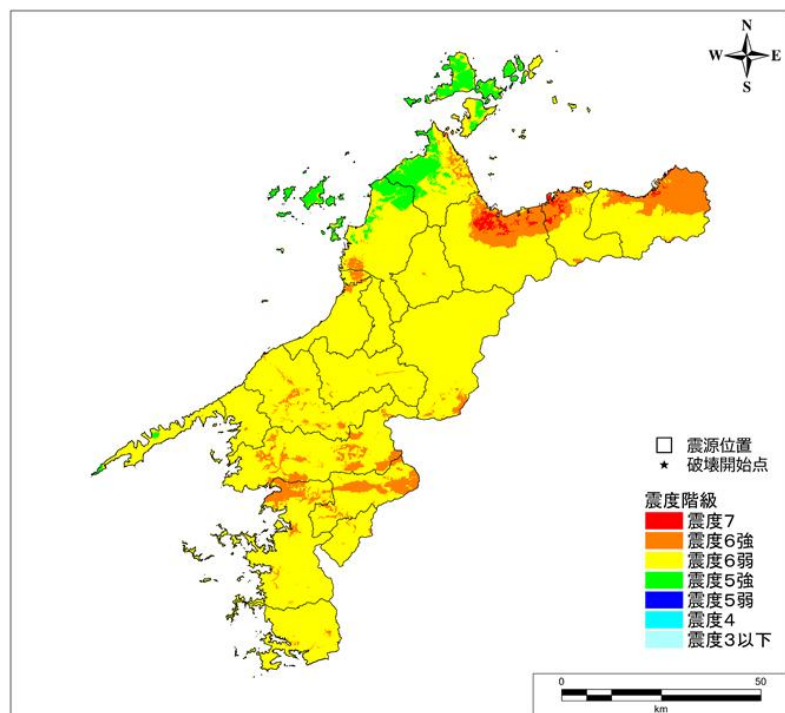 N
W E
S
震源位置
破壊開始点
震度階級
震度7
震度6強
震度6弱
震度5強
震度5弱
震度4
震度3以下
0 50
km